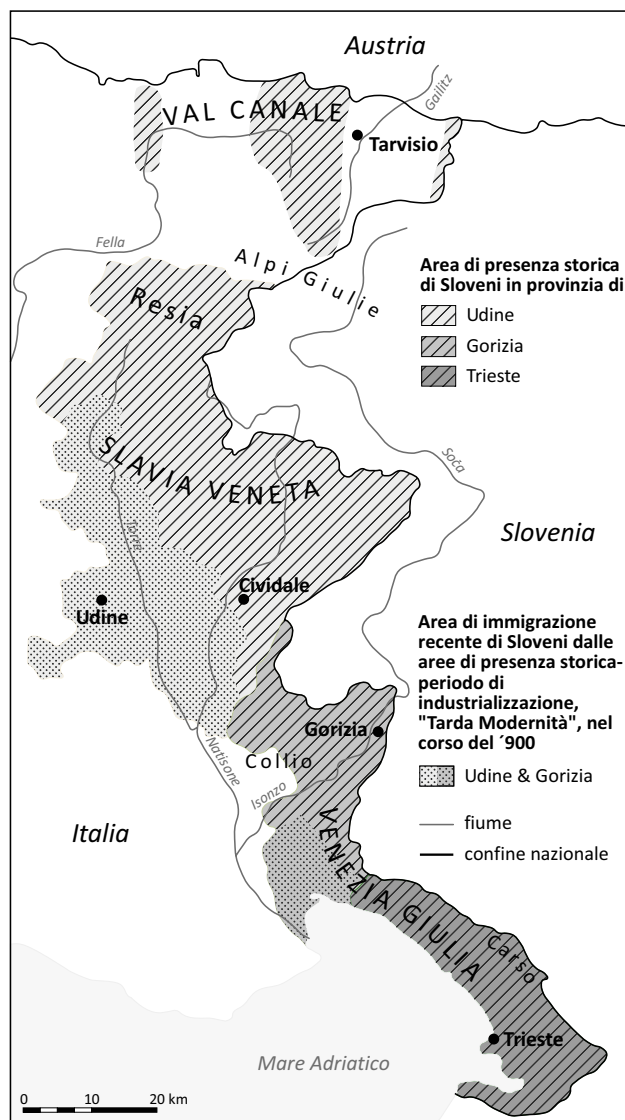 Austria
VAL CANALE
Gailitz
Tarvisio
Fella
Alpi Giulie
Resia
Area di presenza storica
di Sloveni in provinzia di
Udine
Gorizia
Trieste
SLAVIA VENETA
Soča
Torre
Slovenia
Cividale
Udine
Area di immigrazione
recente di Sloveni dalle
aree di presenza storica-
periodo di
industrializzazione,
"Tarda Modernità", nel
corso del ´900
Udine & Gorizia
fiume
confine nazionale
Gorizia
Collio
Natisone
Isonzo
Italia
VENEZIA GIULIA
Carso
Trieste
Mare Adriatico
0 10 20 km